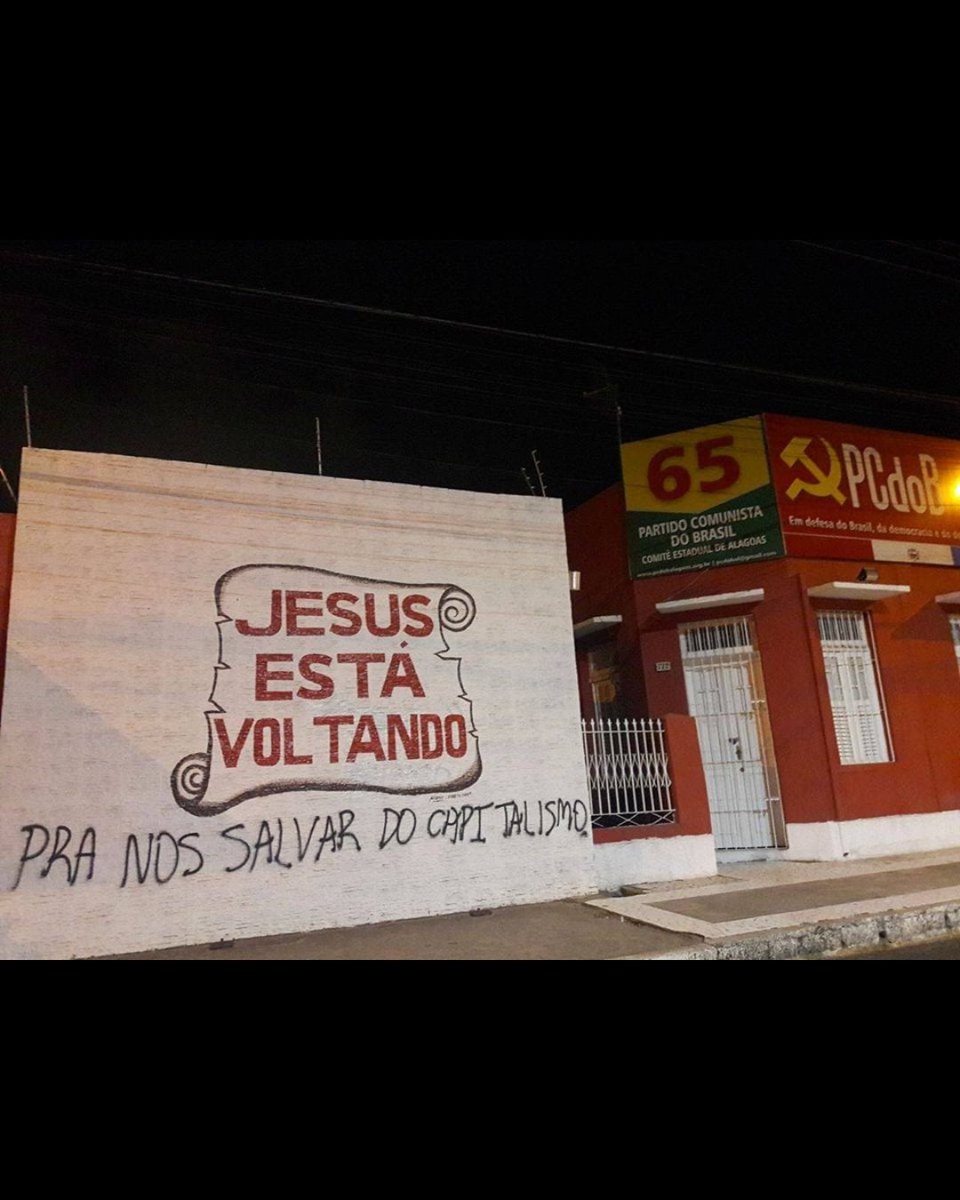 JESUS
ESTÁ
VOLTANDO
PRA NOS SALVAR DO CAPITALISMO
65
PARTIDO COMUNISTA
DO BRASIL
COMITÊ ESTADUAL DE ALAGOAS
PCdoB
Em defesa do Brasil, da democracia e do